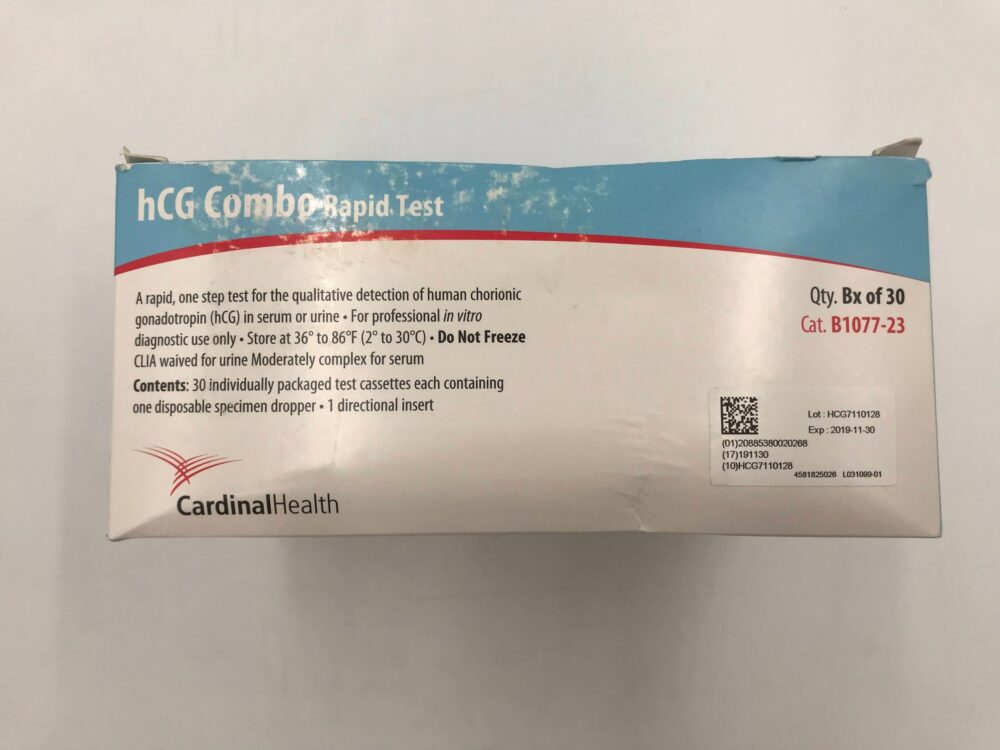 hCG Combo Rapid Test
A rapid, one step test for the qualitative detection of human chorionic
gonadotropin (hCG) in serum or urine • For professional in vitro
diagnostic use only • Store at 36° to 86°F (2° to 30°C) • Do Not Freeze
CLIA waived for urine Moderately complex for serum
Contents: 30 individually packaged test cassettes each containing
one disposable specimen dropper • 1 directional insert
CardinalHealth
Qty. Bx of 30
Cat. B1077-23
Lot : HCG7110128
Exp : 2019-11-30
(01)20885380020268
(17)191130
(10)HCG7110128
4581825026 L031099-01